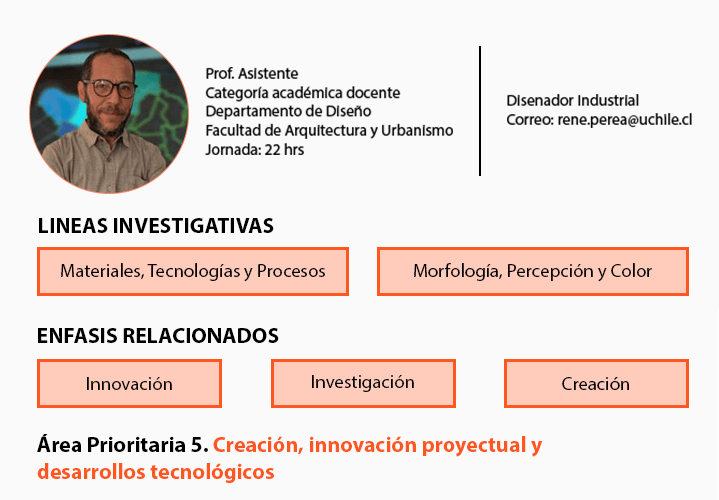 Prof. Asistente
Categoría académica docente
Departamento de Diseño
Facultad de Arquitectura y Urbanismo
Jornada: 22 hrs
Disenador Industrial
Correo: rene.perea@uchile.cl
LINEAS INVESTIGATIVAS
Materiales, Tecnologías y Procesos
Morfología, Percepción y Color
ENFASIS RELACIONADOS
Innovación
Investigación
Creación
Área Prioritaria 5. Creación, innovación proyectual y
desarrollos tecnológicos